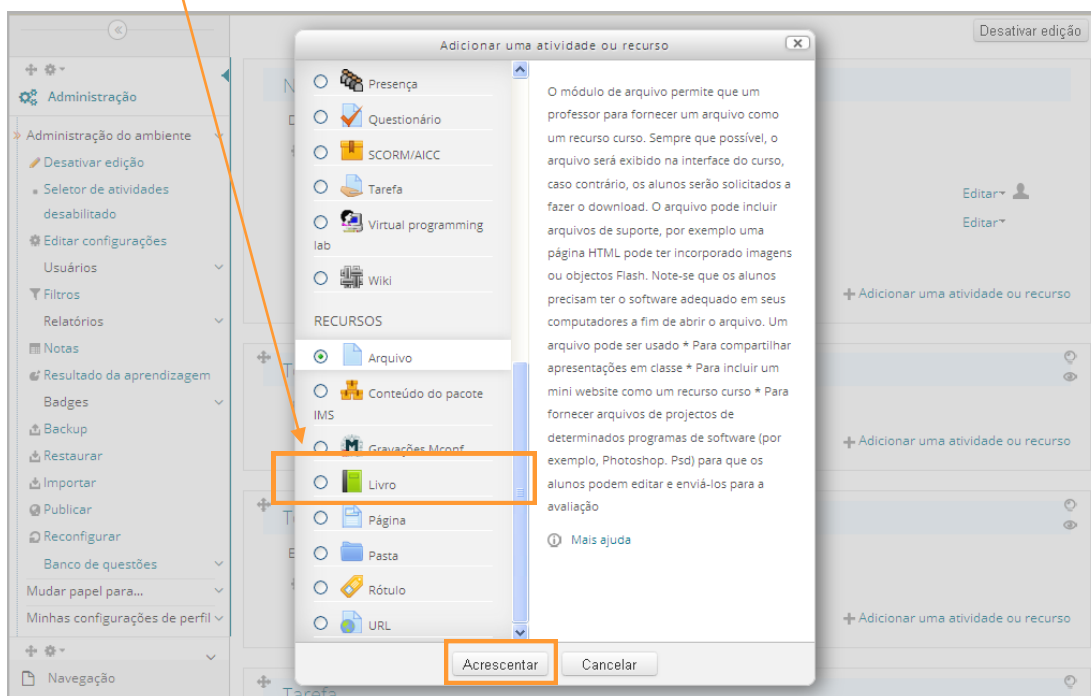 Desativar edição
Administração
Administração do ambiente
Desativar edição
Seletor de atividades
desabilitado
Editar configurações
Usuários
Filtros
Relatórios
Notas
Resultado da aprendizagem
Badges
Backup
Restaurar
Importar
Publicar
Reconfigurar
Banco de questões
Mudar papel para...
Minhas configurações de perfil
Navegação
Adicionar uma atividade ou recurso
Presença
Questionário
SCORM/AICC
Tarefa
Virtual programming
lab
Wiki
RECURSOS
Arquivo
Conteúdo do pacote
IMS
Gravações Mconf
Livro
Página
Pasta
Rótulo
URL
O módulo de arquivo permite que um
professor para fornecer um arquivo como
um recurso curso. Sempre que possível, o
arquivo será exibido na interface do curso,
caso contrário, os alunos serão solicitados a
fazer o download. O arquivo pode incluir
arquivos de suporte, por exemplo uma
página HTML pode ter incorporado imagens
ou objectos Flash. Note-se que os alunos
precisam ter o software adequado em seus
computadores a fim de abrir o arquivo. Um
arquivo pode ser usado * Para compartilhar
apresentações em classe * Para incluir um
mini website como um recurso curso * Para
fornecer arquivos de projectos de
determinados programas de software (por
exemplo, Photoshop. Psd) para que os
alunos podem editar e enviá-los para a
avaliação
Mais ajuda
Acrescentar
Cancelar
Editar
Editar
Adicionar uma atividade ou recurso
Adicionar uma atividade ou recurso
Adicionar uma atividade ou recurso
Tarefa